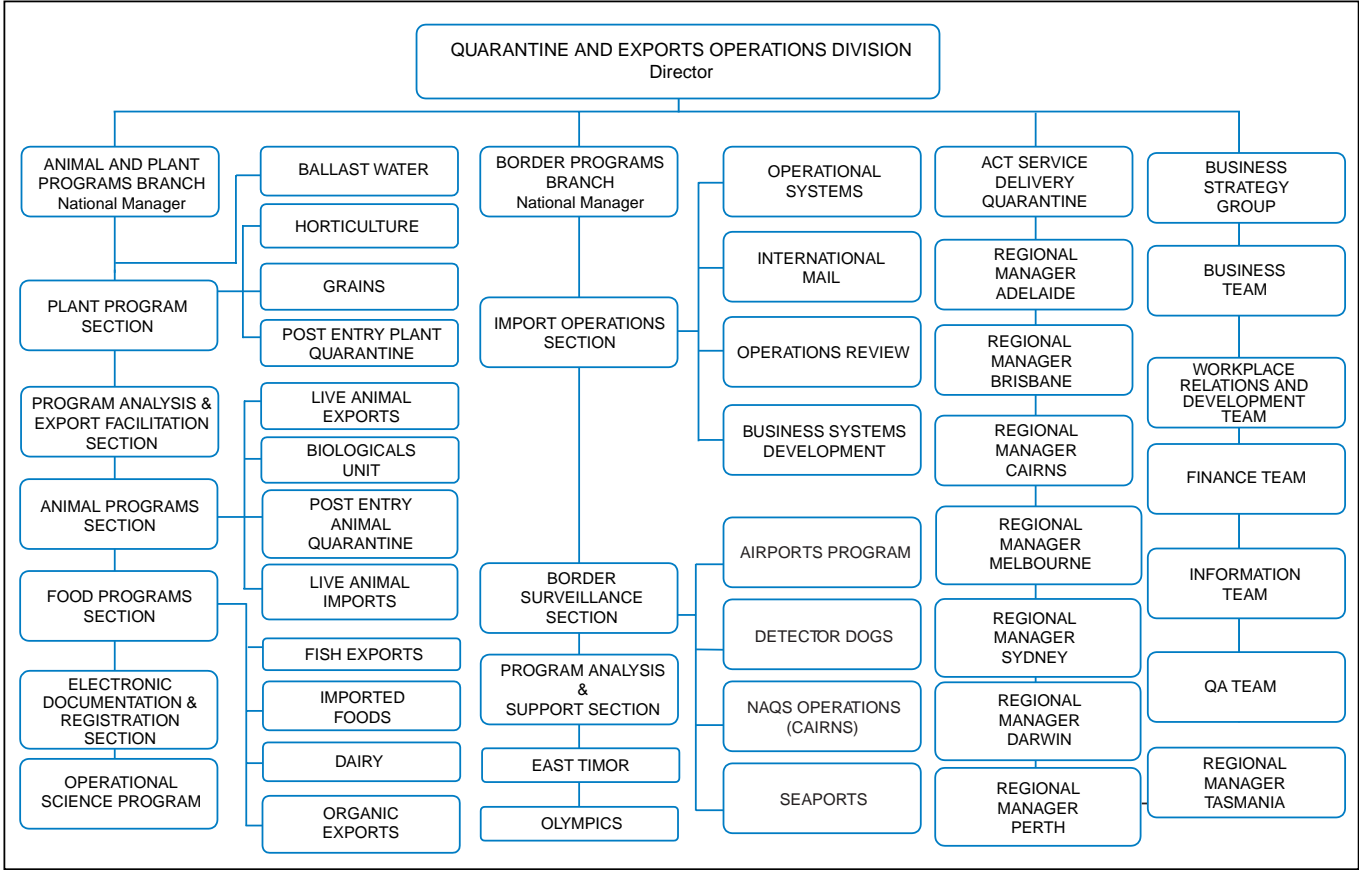 QUARANTINE AND EXPORTS OPERATIONS DIVISION
Director
ANIMAL AND PLANT
PROGRAMS BRANCH
National Manager
BALLAST WATER
HORTICULTURE
GRAINS
POST ENTRY PLANT
QUARANTINE
PLANT PROGRAM
SECTION
PROGRAM ANALYSIS &
EXPORT FACILITATION
SECTION
ANIMAL PROGRAMS
SECTION
LIVE ANIMAL
EXPORTS
BIOLOGICALS
UNIT
POST ENTRY
ANIMAL
QUARANTINE
LIVE ANIMAL
IMPORTS
FOOD PROGRAMS
SECTION
FISH EXPORTS
IMPORTED
FOODS
DAIRY
ORGANIC
EXPORTS
ELECTRONIC
DOCUMENTATION &
REGISTRATION
SECTION
OPERATIONAL
SCIENCE PROGRAM
BORDER PROGRAMS
BRANCH
National Manager
IMPORT OPERATIONS
SECTION
OPERATIONAL
SYSTEMS
INTERNATIONAL
MAIL
OPERATIONS REVIEW
BUSINESS SYSTEMS
DEVELOPMENT
BORDER
SURVEILLANCE
SECTION
AIRPORTS PROGRAM
DETECTOR DOGS
NAQS OPERATIONS
(CAIRNS)
SEAPORTS
PROGRAM ANALYSIS
&
SUPPORT SECTION
EAST TIMOR
OLYMPICS
ACT SERVICE
DELIVERY
QUARANTINE
REGIONAL
MANAGER
ADELAIDE
REGIONAL
MANAGER
BRISBANE
REGIONAL
MANAGER
CAIRNS
REGIONAL
MANAGER
MELBOURNE
REGIONAL
MANAGER
SYDNEY
REGIONAL
MANAGER
DARWIN
REGIONAL
MANAGER
PERTH
BUSINESS
STRATEGY
GROUP
BUSINESS
TEAM
WORKPLACE
RELATIONS AND
DEVELOPMENT
TEAM
FINANCE TEAM
INFORMATION
TEAM
QA TEAM
REGIONAL
MANAGER
TASMANIA